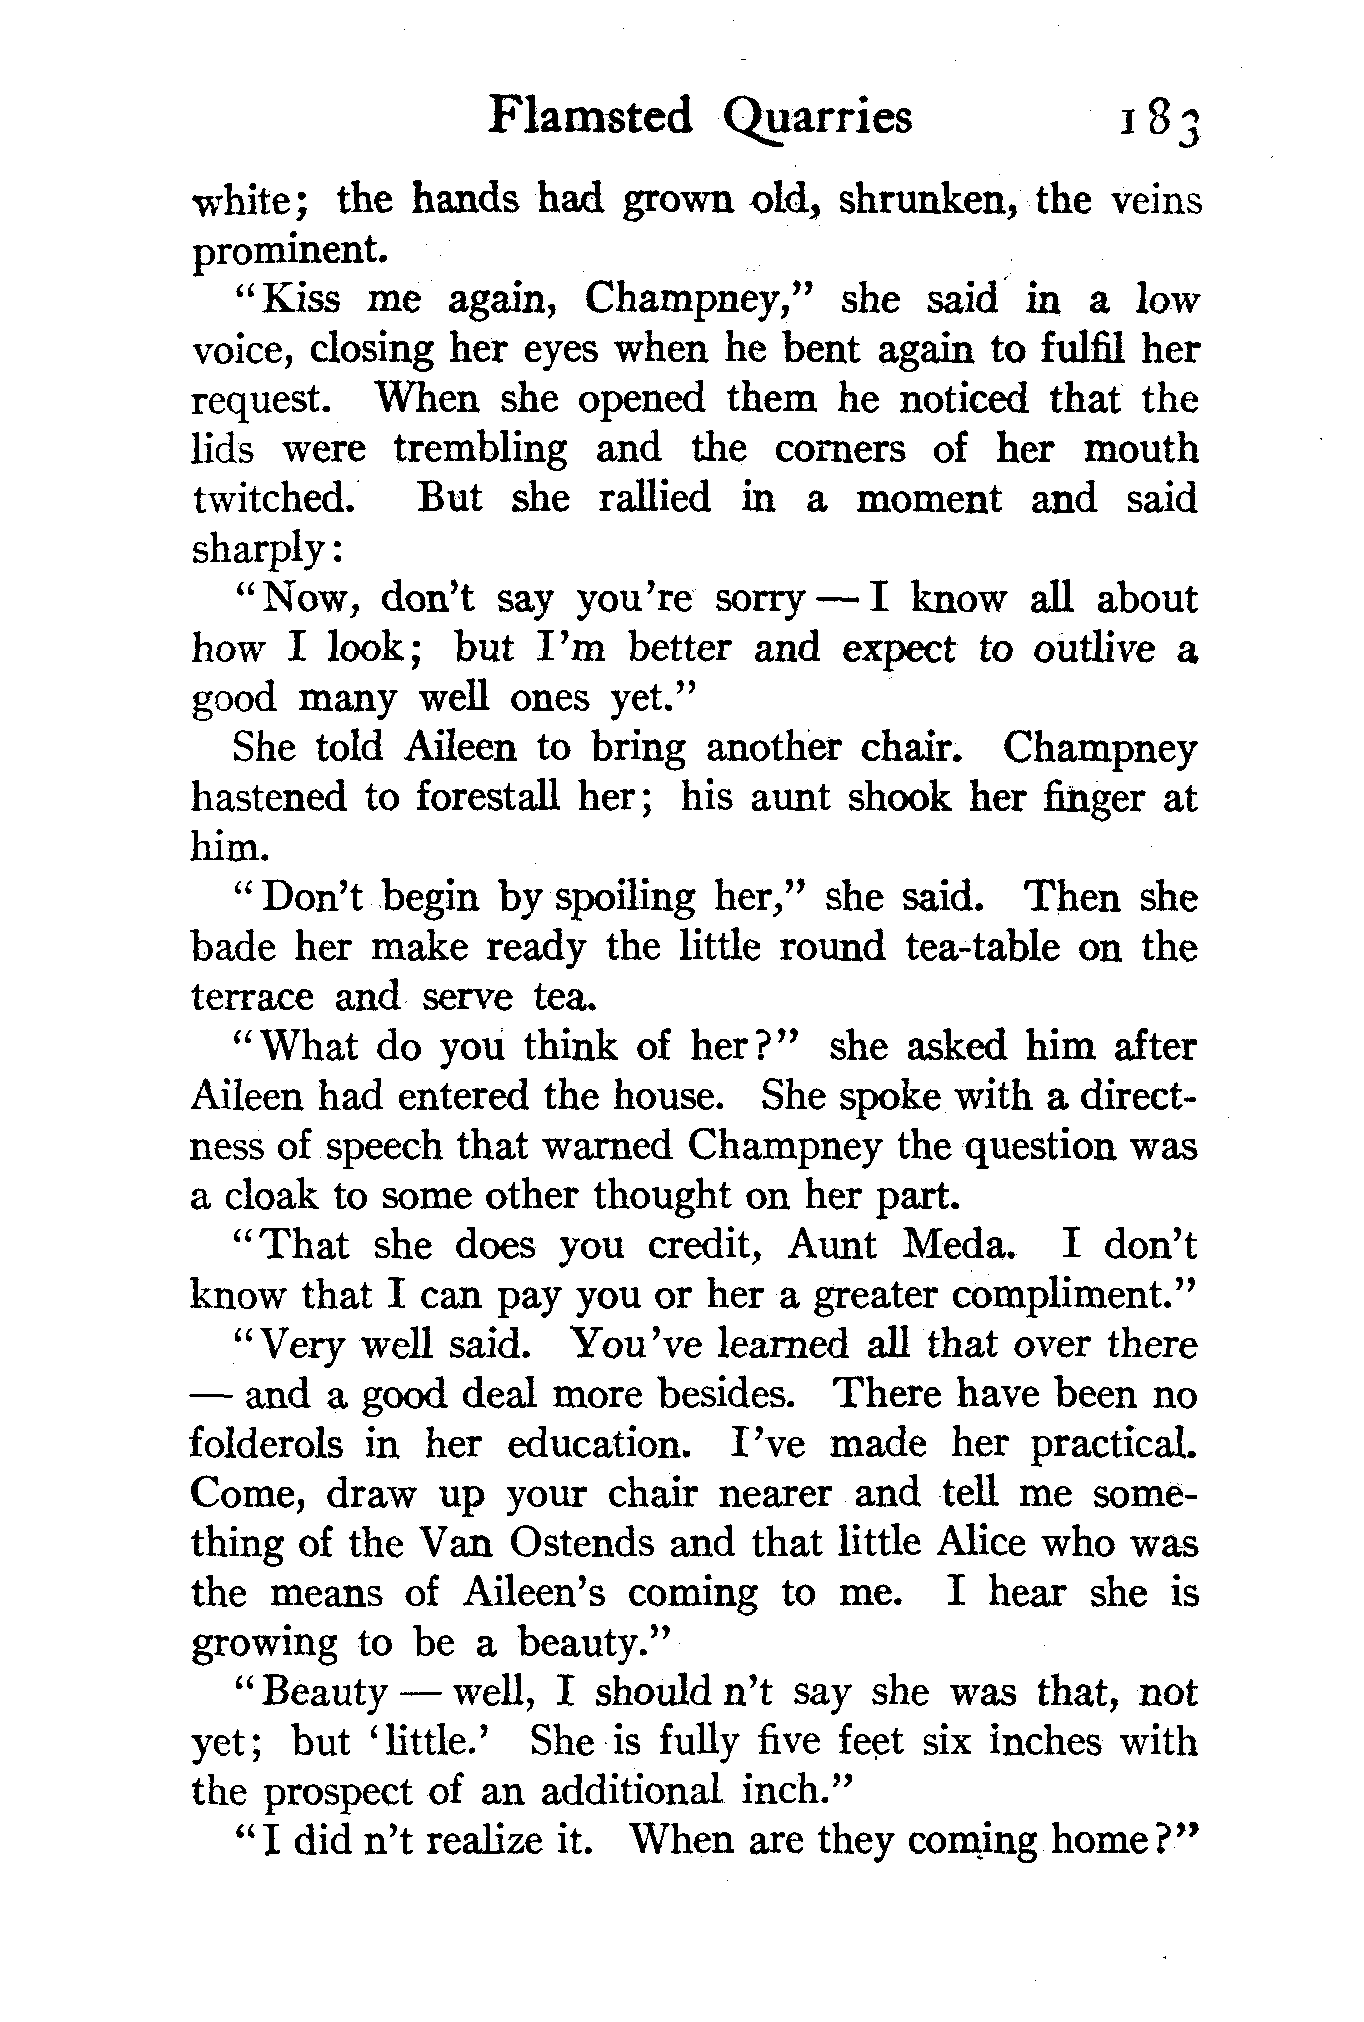 Flamsted Quarries 183
white; the hands had grown old, shrunken, the veins
prominent.
"Kiss me again, Champney," she said in a low
voice, closing her eyes when he bent again to fulfil her
request. When she opened them he noticed that the
lids were trembling and the corners of her mouth
twitched. But she rallied in a moment and said
sharply:
"Now, don't say you're sorry — I know all about
how I look; but I'm better and expect to outlive a
good many well ones yet."
She told Aileen to bring another chair. Champney
hastened to forestall her; his aunt shook her finger at
him.
"Don't begin by spoiling her," she said. Then she
bade her make ready the little round tea-table on the
terrace and serve tea.
"What do you think of her?" she asked him after
Aileen had entered the house. She spoke with a direct-
ness of speech that warned Champney the question was
a cloak to some other thought on her part.
"That she does you credit, Aunt Meda. I don't
know that I can pay you or her a greater compliment."
"Very well said. You've learned all that over there
— and a good deal more besides. There have been no
folderols in her education. I've made her practical.
Come, draw up your chair nearer and tell me some-
thing of the Van Ostends and that little Alice who was
the means of Aileen's coming to me. I hear she is
growing to be a beauty."
"Beauty — well, I should n't say she was that, not
yet; but 'little.' She is fully five feet six inches with
the prospect of an additional inch."
"I did n't realize it. When are they coming home?"